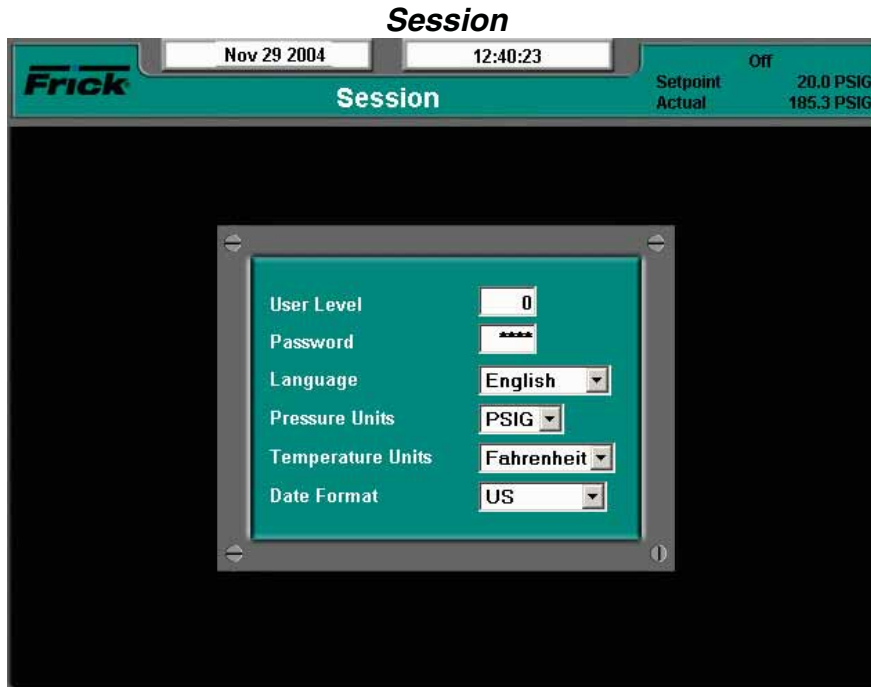 Session
Nov 29 2004 12:40:23 Off
Frick Session Setpoint 20.0 PSIG
Actual 185.3 PSIG
User Level 0
Password ****
Language English
Pressure Units PSIG
Temperature Units Fahrenheit
Date Format US